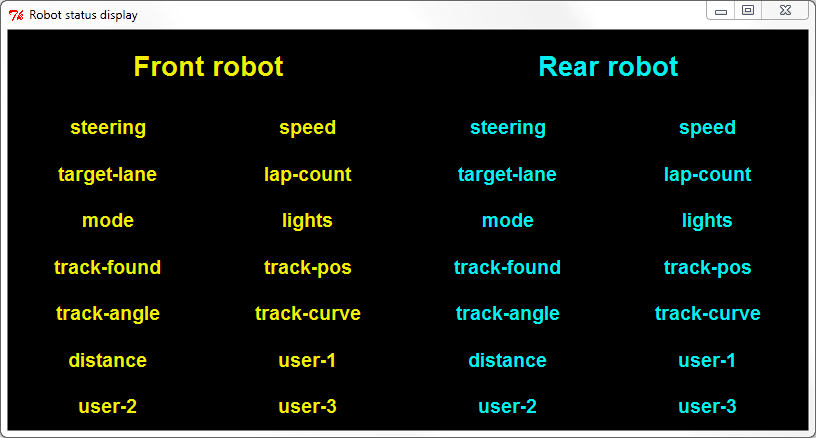 Robot status display
Front robot Rear robot
steering speed steering speed
target-lane lap-count target-lane lap-count
mode lights mode lights
track-found track-pos track-found track-pos
track-angle track-curve track-angle track-curve
distance user-1 distance user-1
user-2 user-3 user-2 user-3